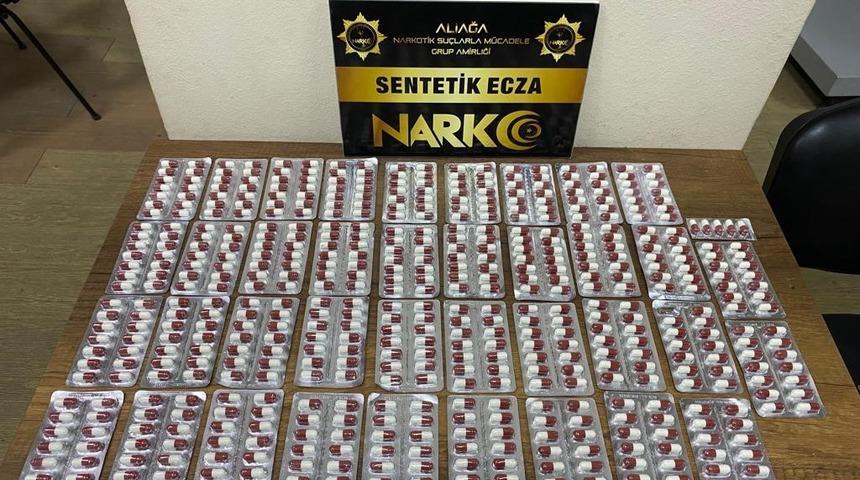 ALİAĞA
NARKOTİK SUÇLARLA MÜCADELE
GRUP AMİRLİĞİ
SENTETİK ECZA
NARKO